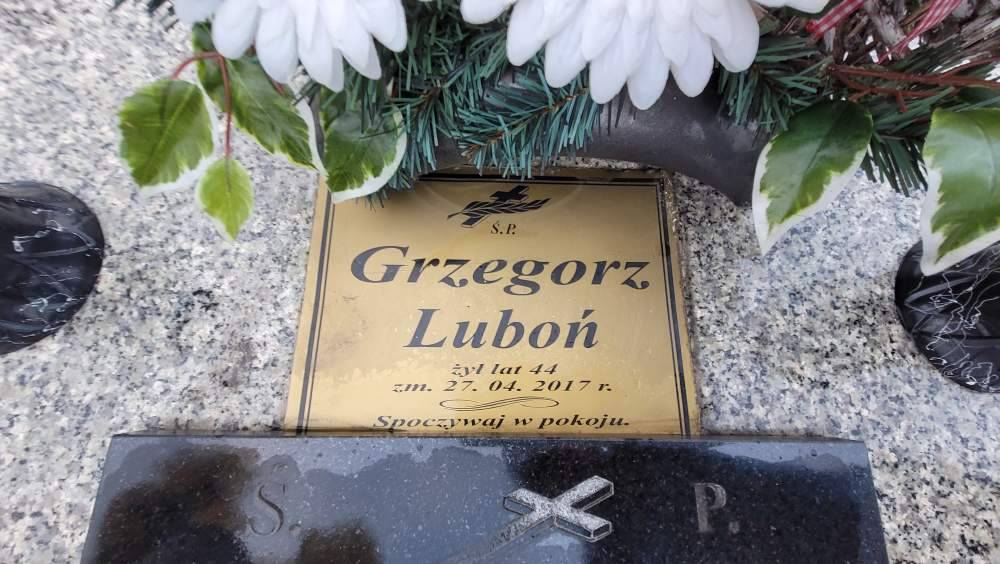 Ś.P.
Grzegorz
Luboń
żył lat 44
zm. 27. 04. 2017 r.
Spoczywaj w pokoju.
Ś. P.